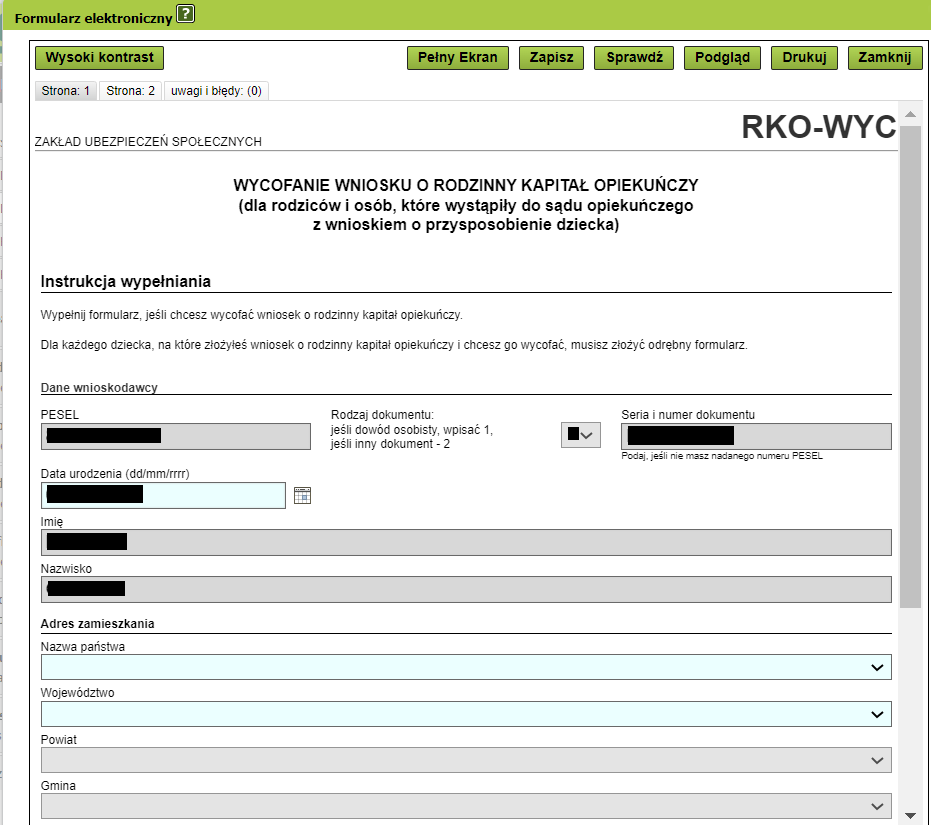 Formularz elektroniczny ?
Wysoki kontrast Pełny Ekran Zapisz Sprawdź Podgląd Drukuj Zamknij
Strona: 1 Strona: 2 uwagi i błędy: (0)
RKO-WYC
ZAKŁAD UBEZPIECZEŃ SPOŁECZNYCH
WYCOFANIE WNIOSKU O RODZINNY KAPITAŁ OPIEKUŃCZY
(dla rodziców i osób, które wystąpiły do sądu opiekuńczego
z wnioskiem o przysposobienie dziecka)
Instrukcja wypełniania
Wypełnij formularz, jeśli chcesz wycofać wniosek o rodzinny kapitał opiekuńczy.
Dla każdego dziecka, na które złożyłeś wniosek o rodzinny kapitał opiekuńczy i chcesz go wycofać, musisz złożyć odrębny formularz.
Dane wnioskodawcy
PESEL
Rodzaj dokumentu:
jeśli dowód osobisty, wpisać 1,
jeśli inny dokument - 2
Seria i numer dokumentu
Podaj, jeśli nie masz nadanego numeru PESEL
Data urodzenia (dd/mm/rrrr)
Imię
Nazwisko
Adres zamieszkania
Nazwa państwa
Województwo
Powiat
Gmina